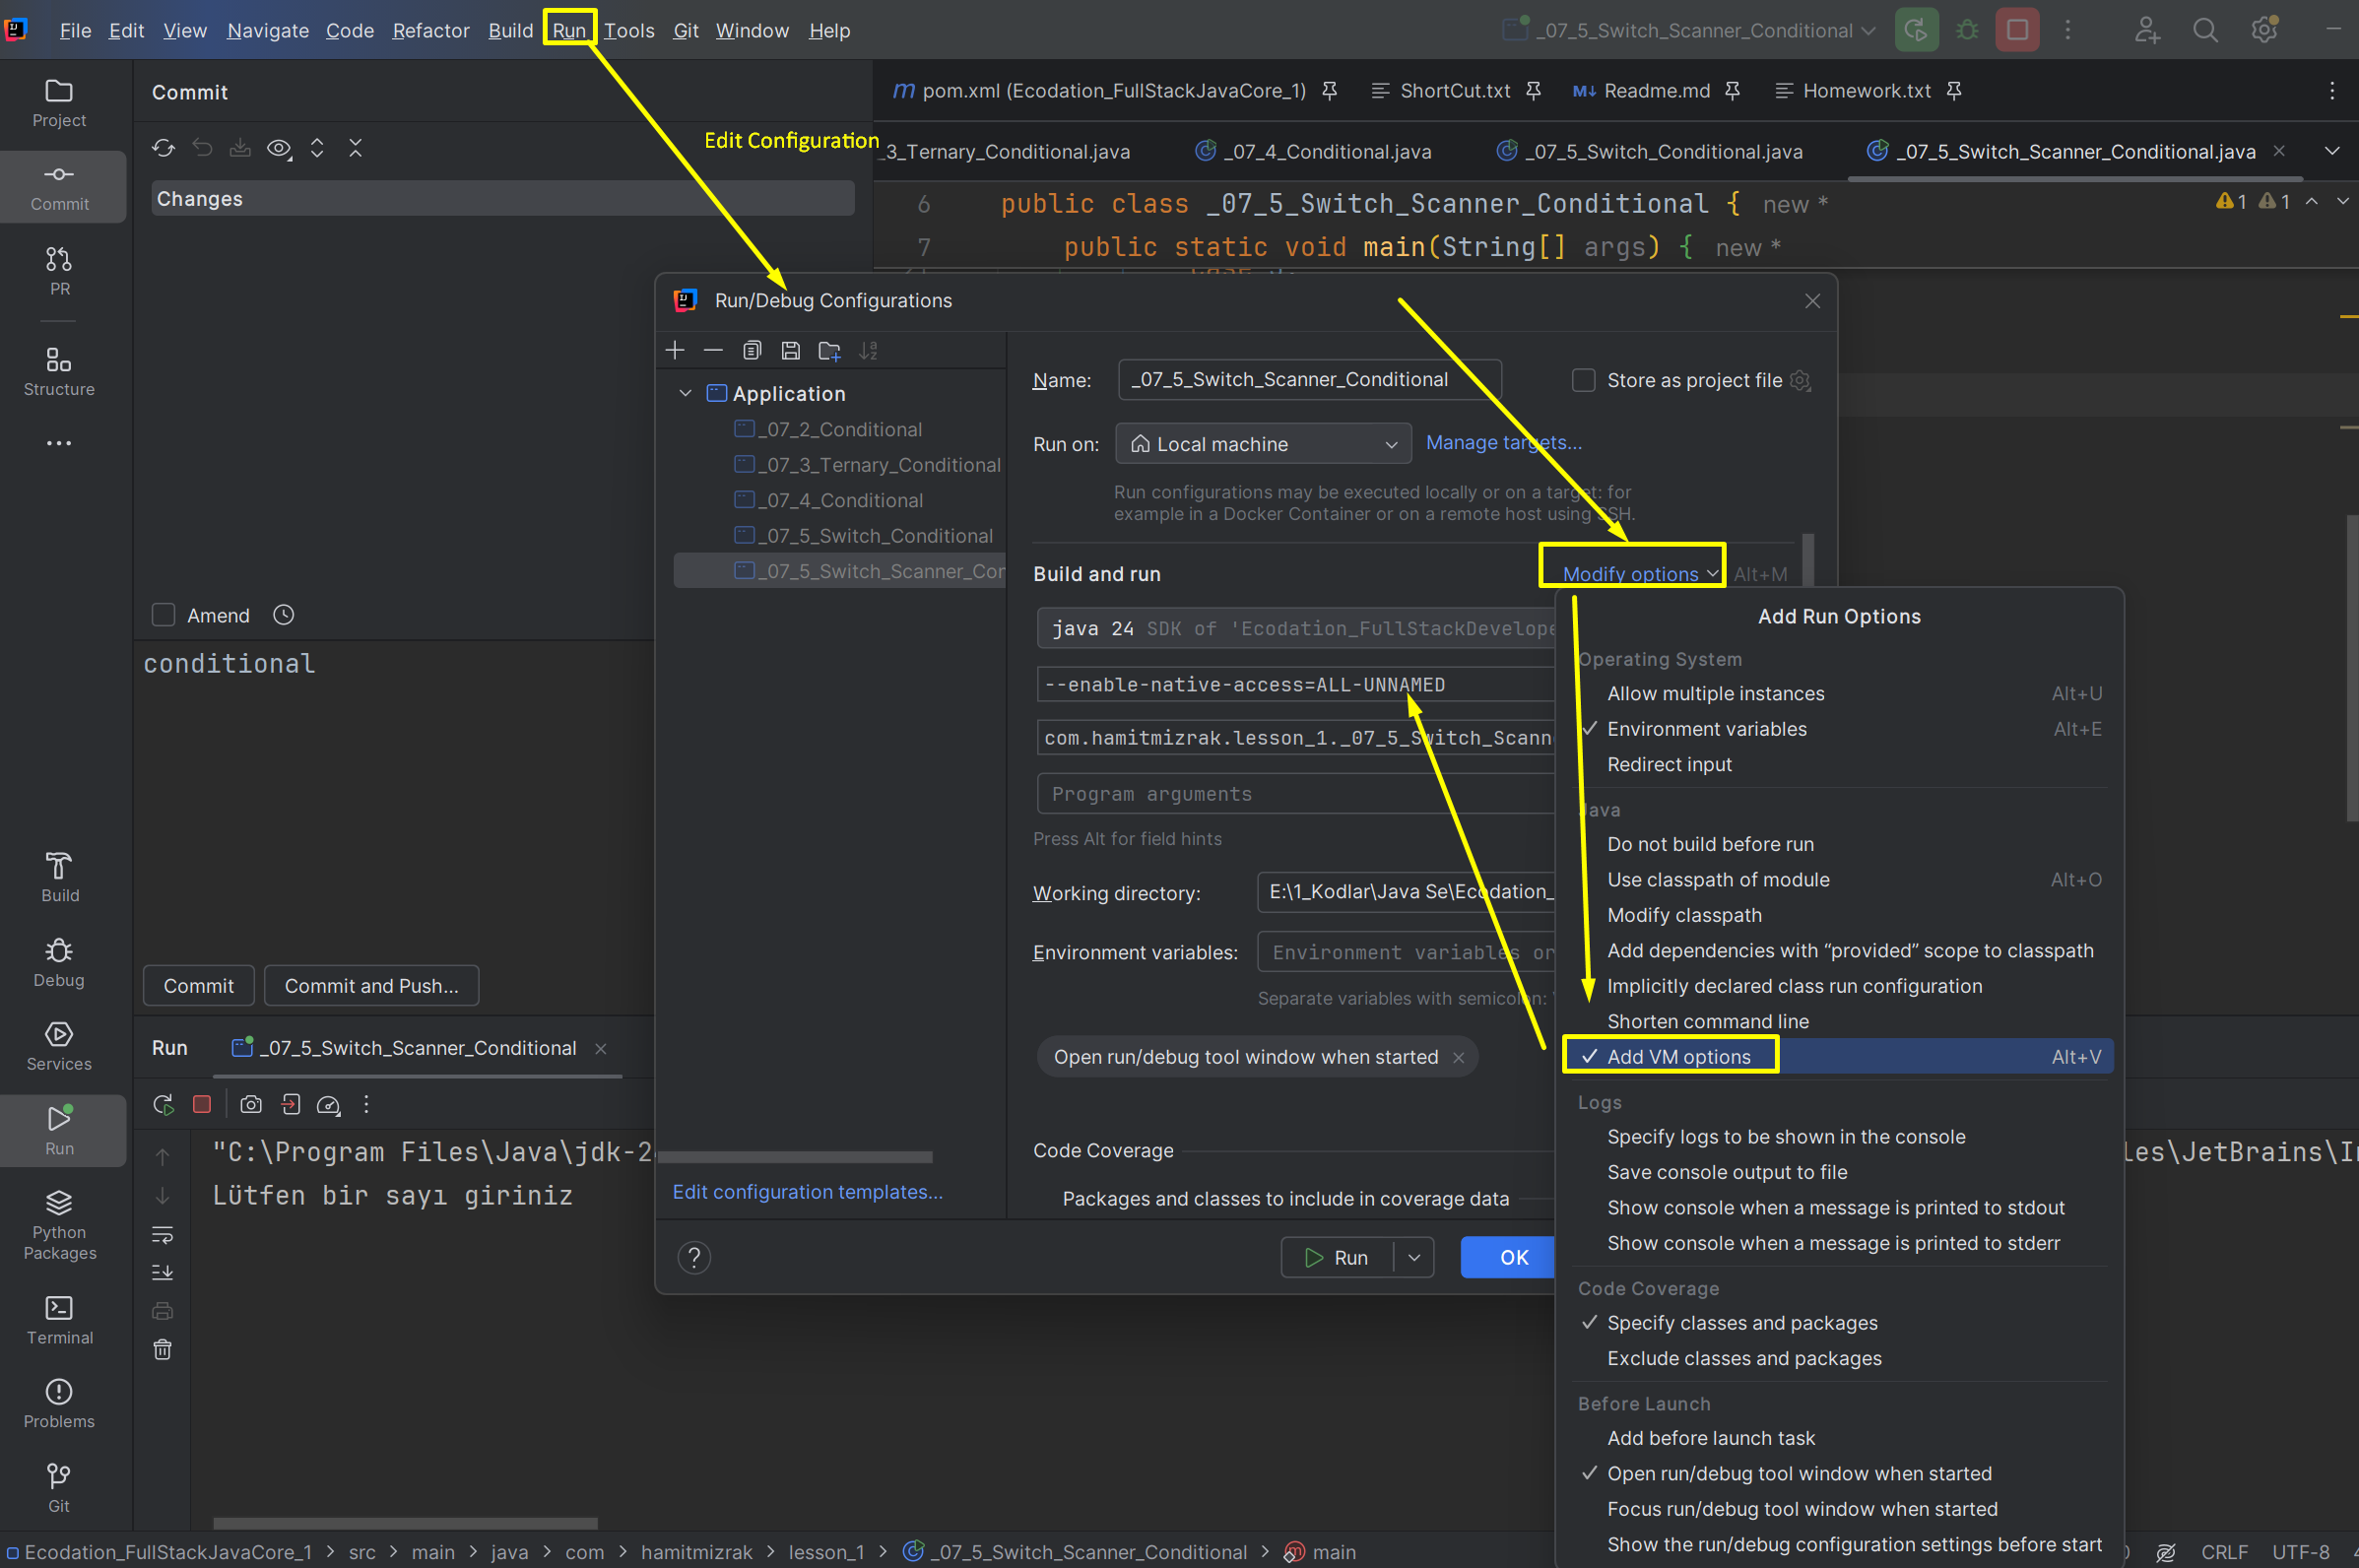 File Edit View Navigate Code Refactor Build Run Tools Git Window Help
_07_5_Switch_Scanner_Conditional
Project
Commit
PR
Structure
Commit
Changes
Edit Configuration
pom.xml (Ecodation_FullStackJavaCore_1) ShortCut.txt Readme.md Homework.txt
_3_Ternary_Conditional.java _07_4_Conditional.java _07_5_Switch_Conditional.java _07_5_Switch_Scanner_Conditional.java
6 public class _07_5_Switch_Scanner_Conditional { new *
1 1
7 public static void main(String[] args) { new *
Run/Debug Configurations
Application
_07_2_Conditional
_07_3_Ternary_Conditional
_07_4_Conditional
_07_5_Switch_Conditional
_07_5_Switch_Scanner_Con
Edit configuration templates...
Name: _07_5_Switch_Scanner_Conditional Store as project file
Run on: Local machine Manage targets...
Run configurations may be executed locally or on a target: for
example in a Docker Container or on a remote host using SSH.
Build and run Modify options Alt+M
java 24 SDK of 'Ecodation_FullStackDevelope
--enable-native-access=ALL-UNNAMED
com.hamitmizrak.lesson_1._07_5_Switch_Scann
Program arguments
Press Alt for field hints
Working directory: E:\1_Kodlar\Java Se\Ecodation_
Environment variables: Environment variables or
Separate variables with semicolon:
Open run/debug tool window when started
Code Coverage
Packages and classes to include in coverage data
Run OK
Add Run Options
Operating System
Allow multiple instances Alt+U
Environment variables Alt+E
Redirect input
Java
Do not build before run
Use classpath of module Alt+O
Modify classpath
Add dependencies with “provided” scope to classpath
Implicitly declared class run configuration
Shorten command line
Add VM options Alt+V
Logs
Specify logs to be shown in the console
Save console output to file
Show console when a message is printed to stdout
Show console when a message is printed to stderr
Code Coverage
Specify classes and packages
Exclude classes and packages
Before Launch
Add before launch task
Open run/debug tool window when started
Focus run/debug tool window when started
Show the run/debug configuration settings before start
Amend
conditional
Commit Commit and Push...
Build
Debug
Services
Run
Python
Packages
Terminal
Problems
Git
Run _07_5_Switch_Scanner_Conditional
"C:\Program Files\Java\jdk-2 les\JetBrains\I
Lütfen bir sayı giriniz
Ecodation_FullStackJavaCore_1 > src > main > java > com > hamitmizrak > lesson_1 > _07_5_Switch_Scanner_Conditional > main
CRLF UTF-8